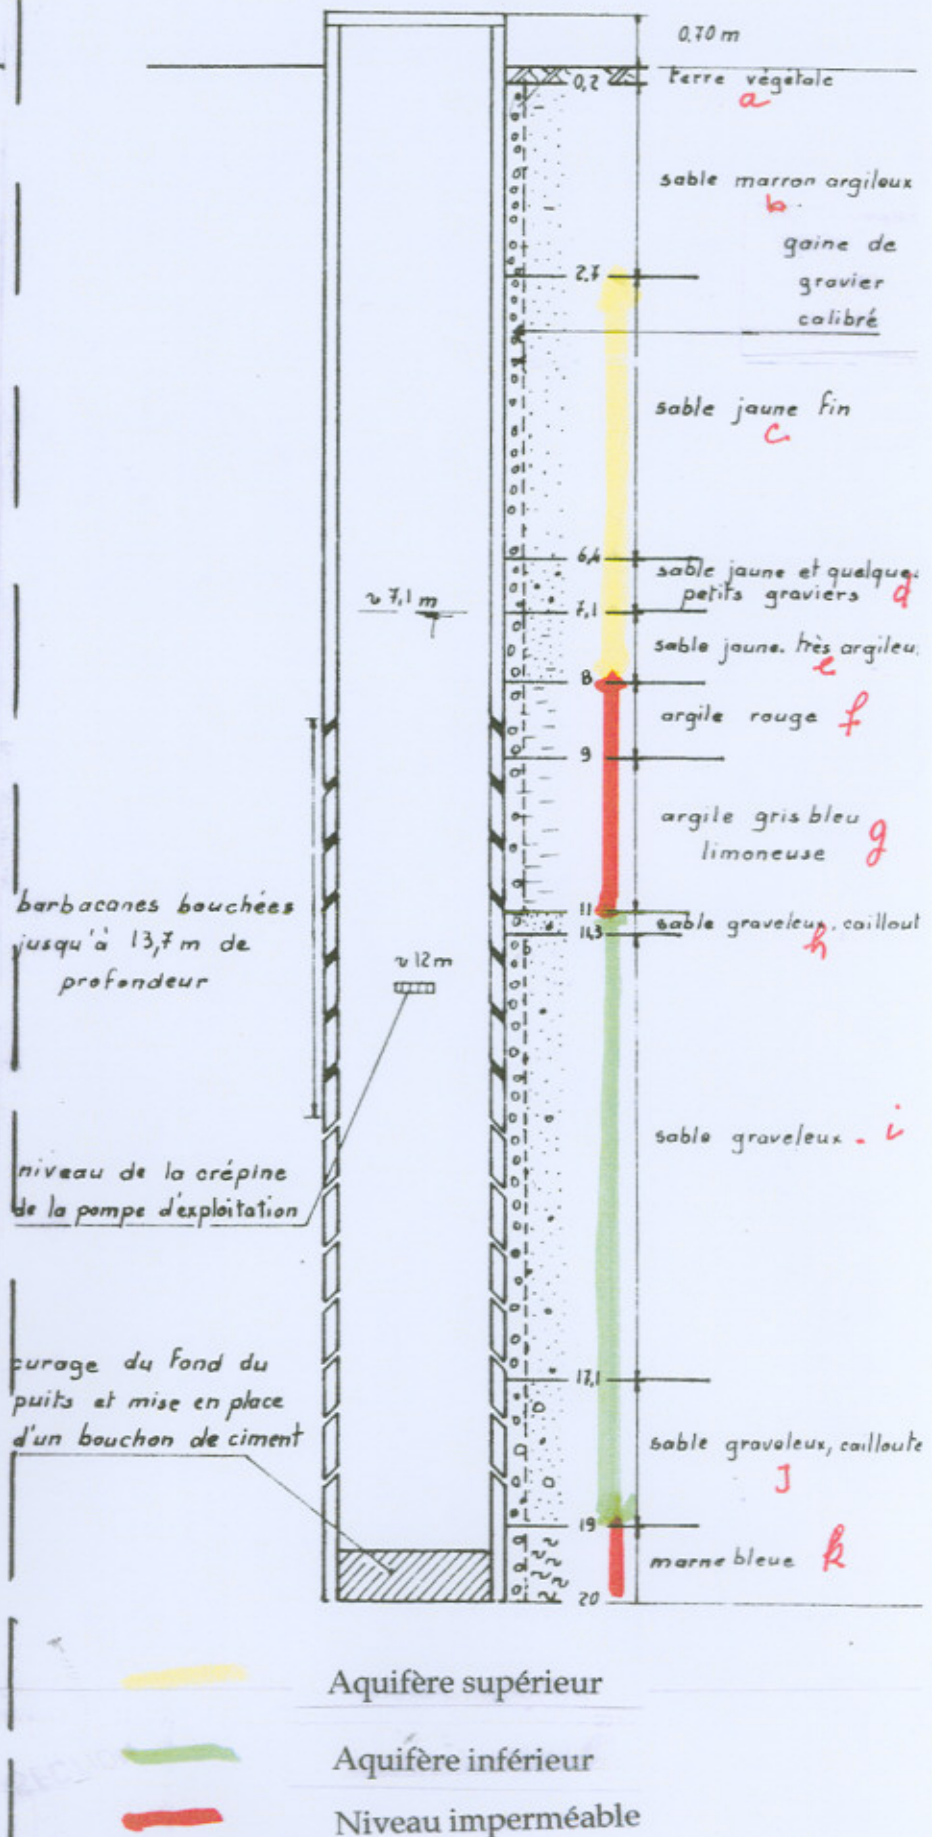 0,70 m
0,2
terre végétale
a
sable marron argileux
b
gaine de
gravier
calibré
2,7
sable jaune fin
c
6,4
sable jaune et quelque
petits graviers d
~ 7,1 m
7,1
sable jaune très argileu
e
8
argile rouge f
9
argile gris bleu g
limoneuse
barbacanes bouchées
jusqu'à 13,7 m de
profondeur
11
sable graveleux, caillout
h
11,3
~ 12 m
sable graveleux i
niveau de la crépine
de la pompe d'exploitation
curage du fond du
puits et mise en place
d'un bouchon de ciment
17,1
sable graveleux, cailloute
J
19
marne bleue k
20
Aquifère supérieur
Aquifère inférieur
Niveau imperméable